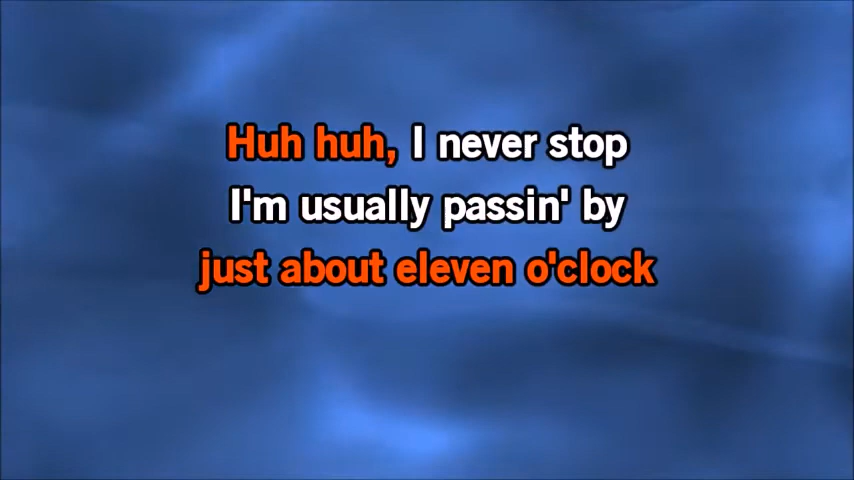 Huh huh, I never stop
I'm usually passin' by
just about eleven o'clock